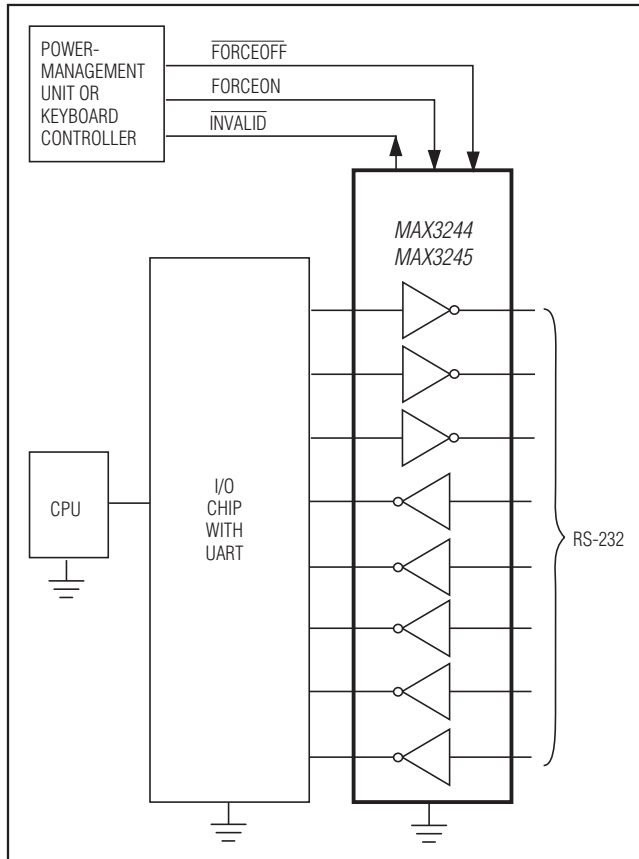 POWER-
MANAGEMENT
UNIT OR
KEYBOARD
CONTROLLER
FORCEOFF
FORCEON
INVALID
MAX3244
MAX3245
CPU
I/O
CHIP
WITH
UART
RS-232